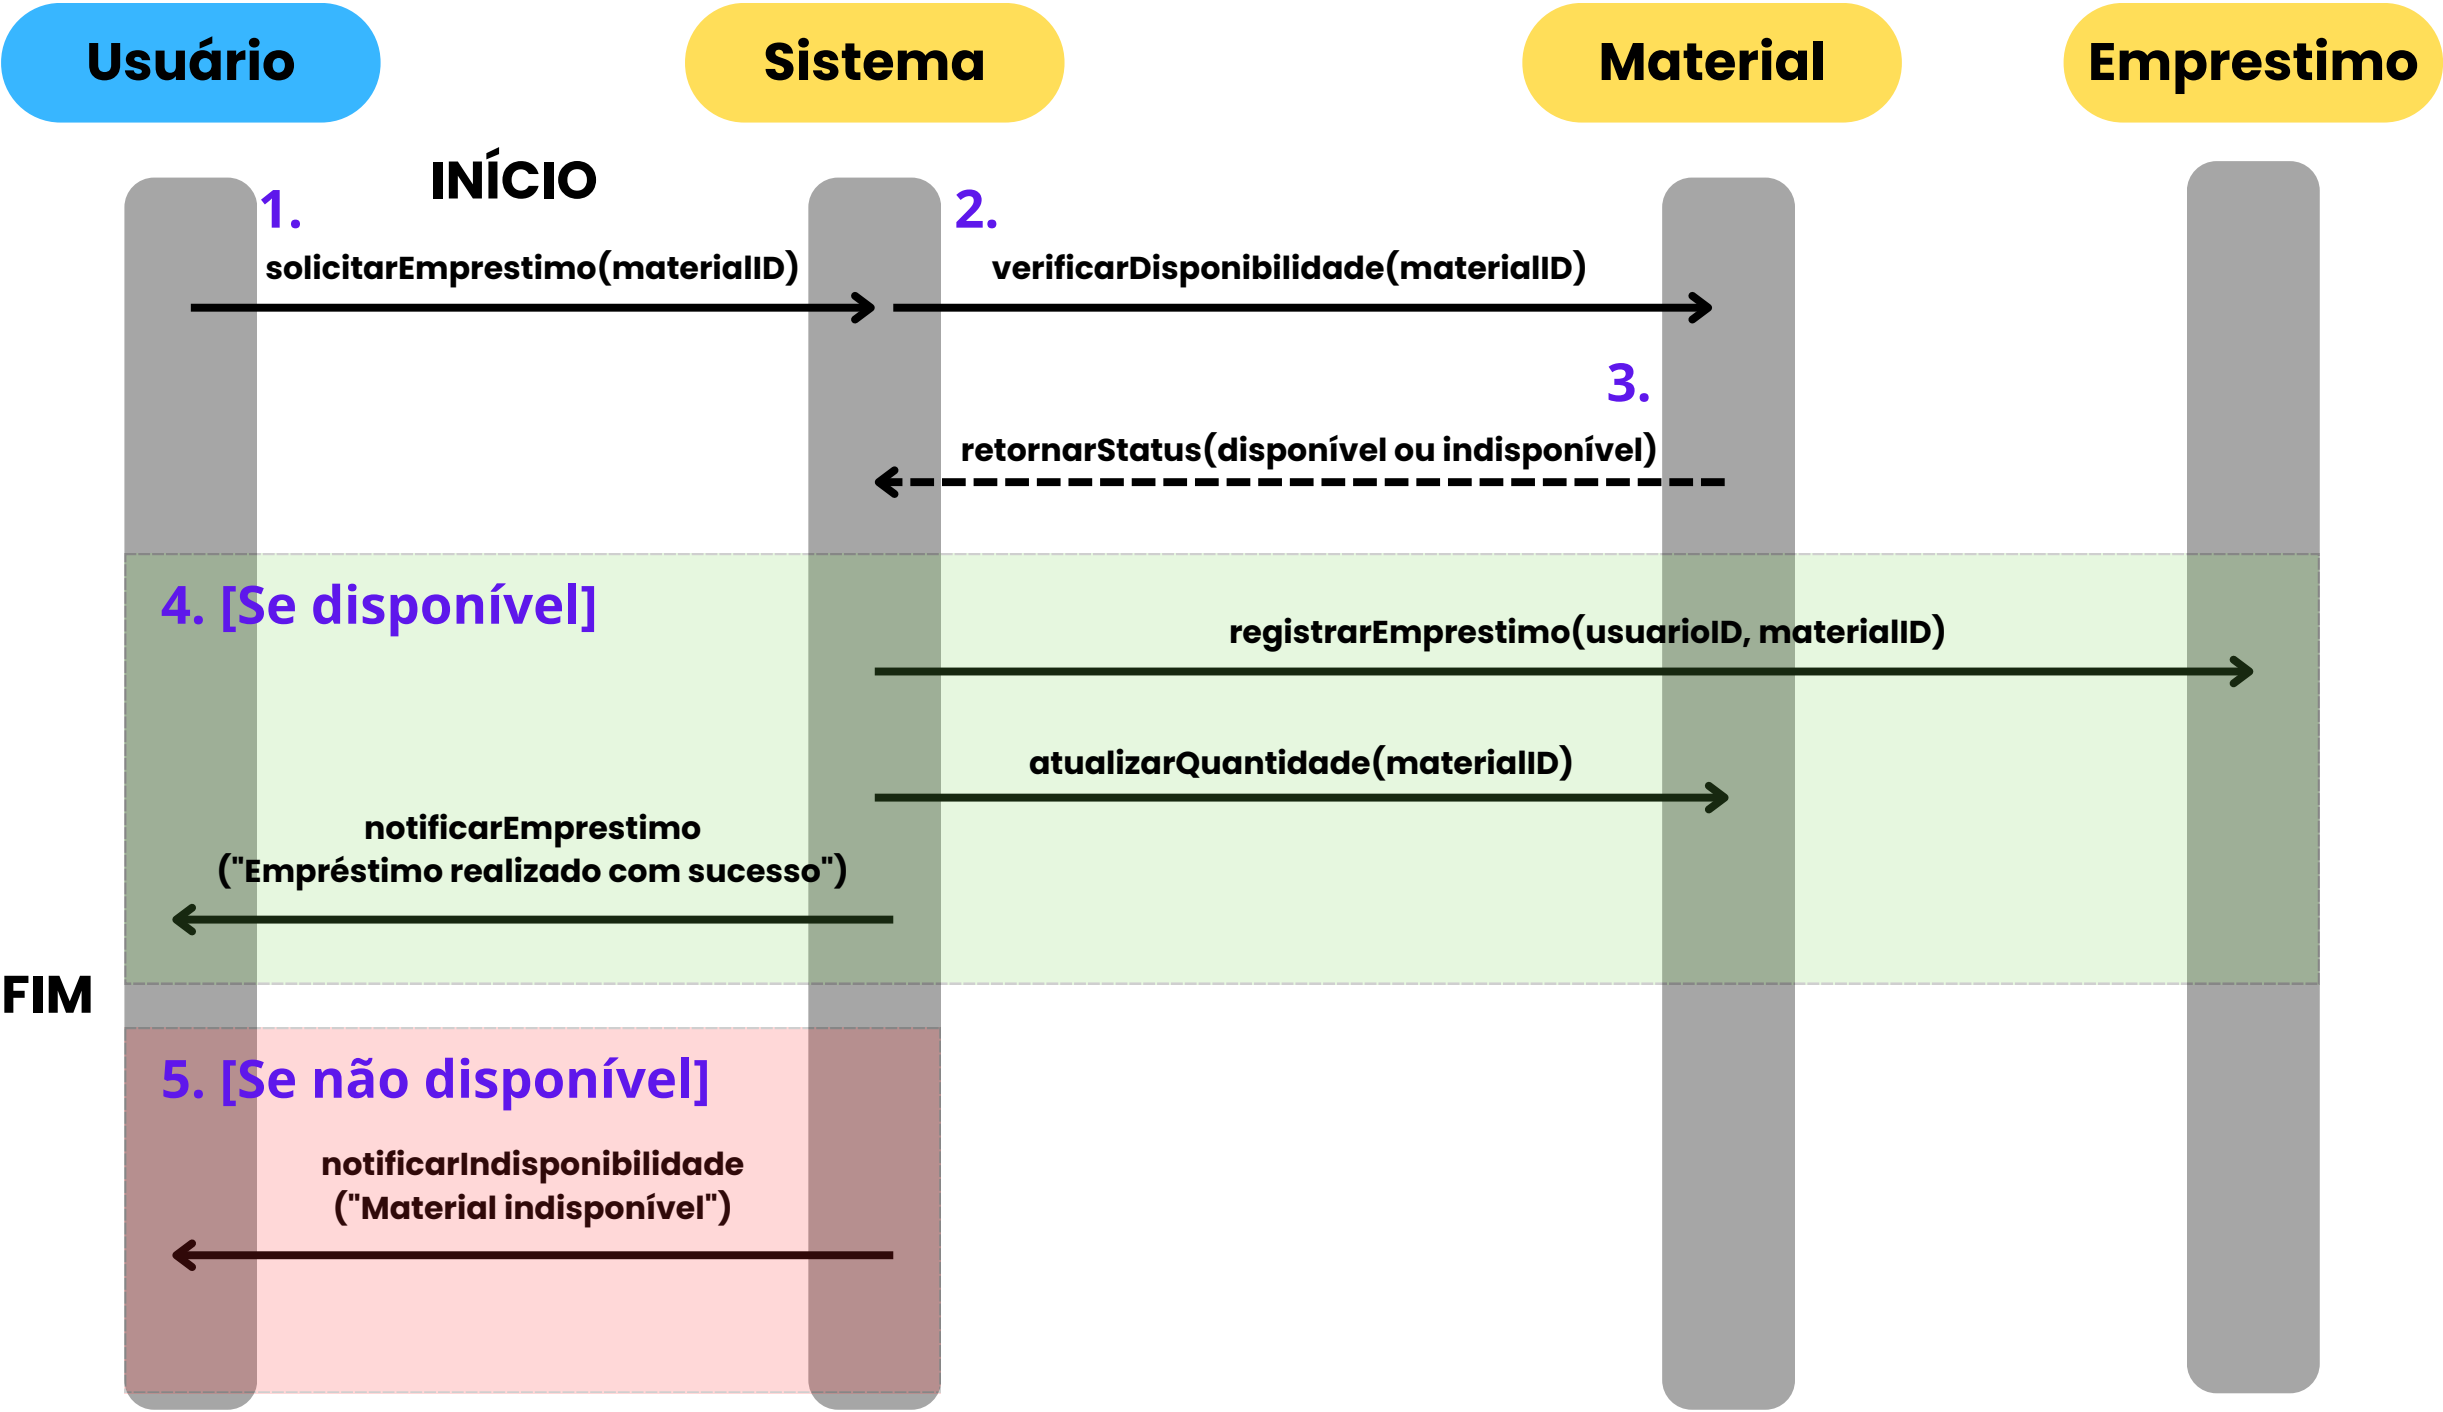 Usuário
Sistema
Material
Emprestimo
INÍCIO
1.
2.
solicitarEmprestimo(materialID)
verificarDisponibilidade(materialID)
3.
retornarStatus(disponível ou indisponível)
4. [Se disponível]
registrarEmprestimo(usuarioID, materialID)
atualizarQuantidade(materialID)
notificarEmprestimo
("Empréstimo realizado com sucesso")
FIM
5. [Se não disponível]
notificarIndisponibilidade
("Material indisponível")